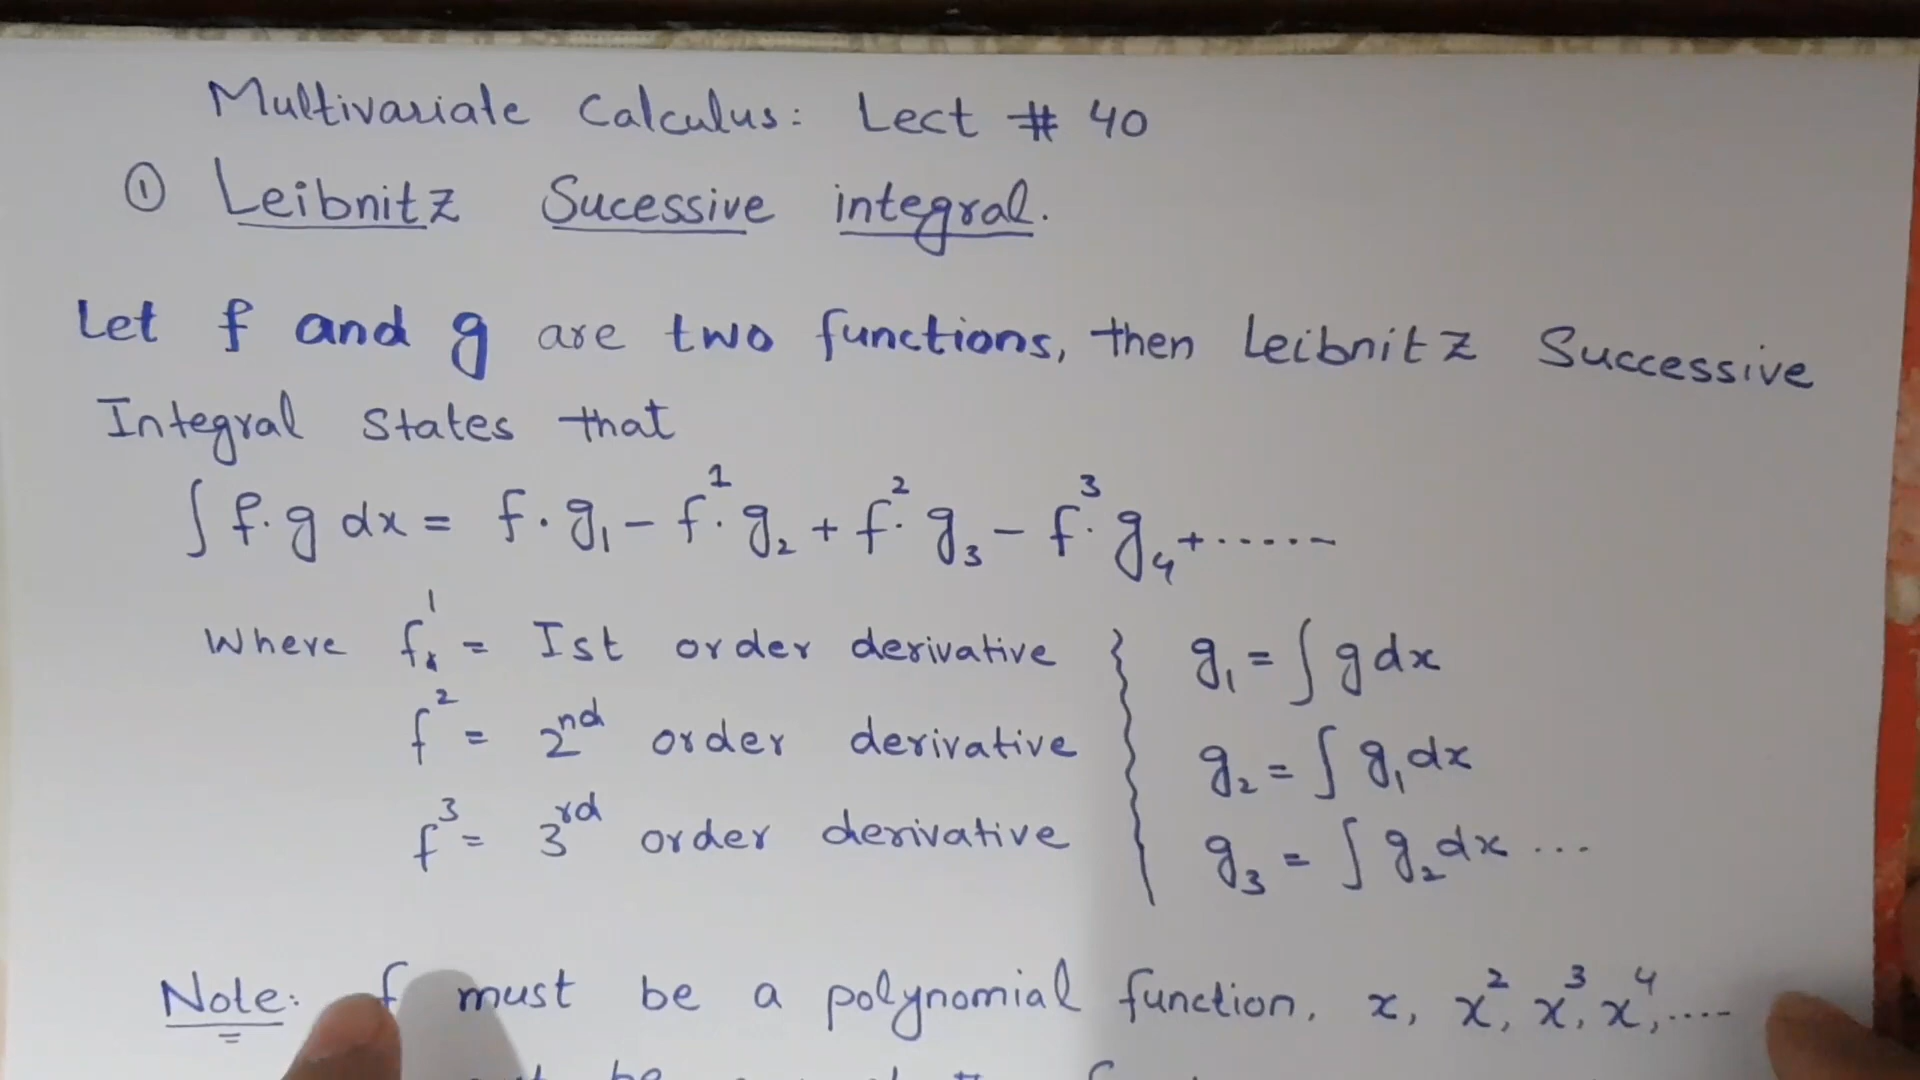 Multivariate Calculus: Lect # 40
① Leibnitz Sucessive integral.
Let f and g are two functions, then Leibnitz Successive
Integral States that
∫ f·g dx = f·g₁ - f¹·g₂ + f²·g₃ - f³·g₄ + ......
Where f¹ = Ist order derivative } g₁ = ∫ g dx
f² = 2nd order derivative g₂ = ∫ g₁ dx
f³ = 3rd order derivative g₃ = ∫ g₂ dx ...
Note: f must be a polynomial function, x, x², x³, x⁴, ....
be